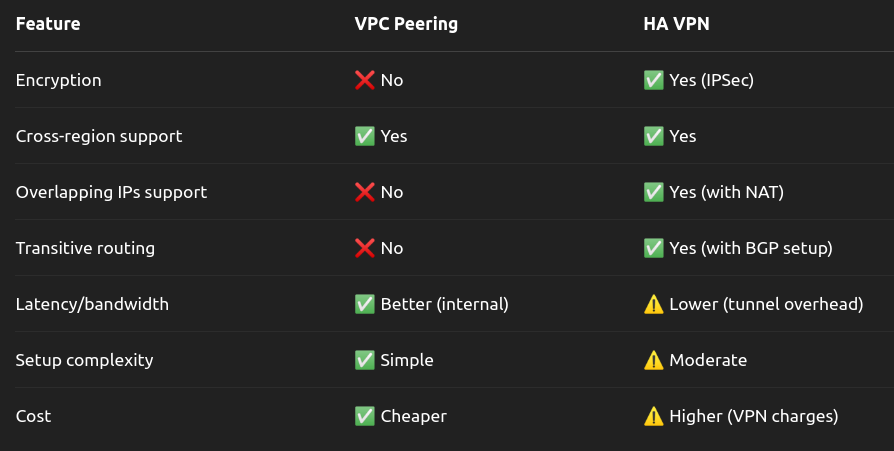 Feature VPC Peering HA VPN
Encryption ❌ No ✅ Yes (IPSec)
Cross-region support ✅ Yes ✅ Yes
Overlapping IPs support ❌ No ✅ Yes (with NAT)
Transitive routing ❌ No ✅ Yes (with BGP setup)
Latency/bandwidth ✅ Better (internal) ⚠️ Lower (tunnel overhead)
Setup complexity ✅ Simple ⚠️ Moderate
Cost ✅ Cheaper ⚠️ Higher (VPN charges)